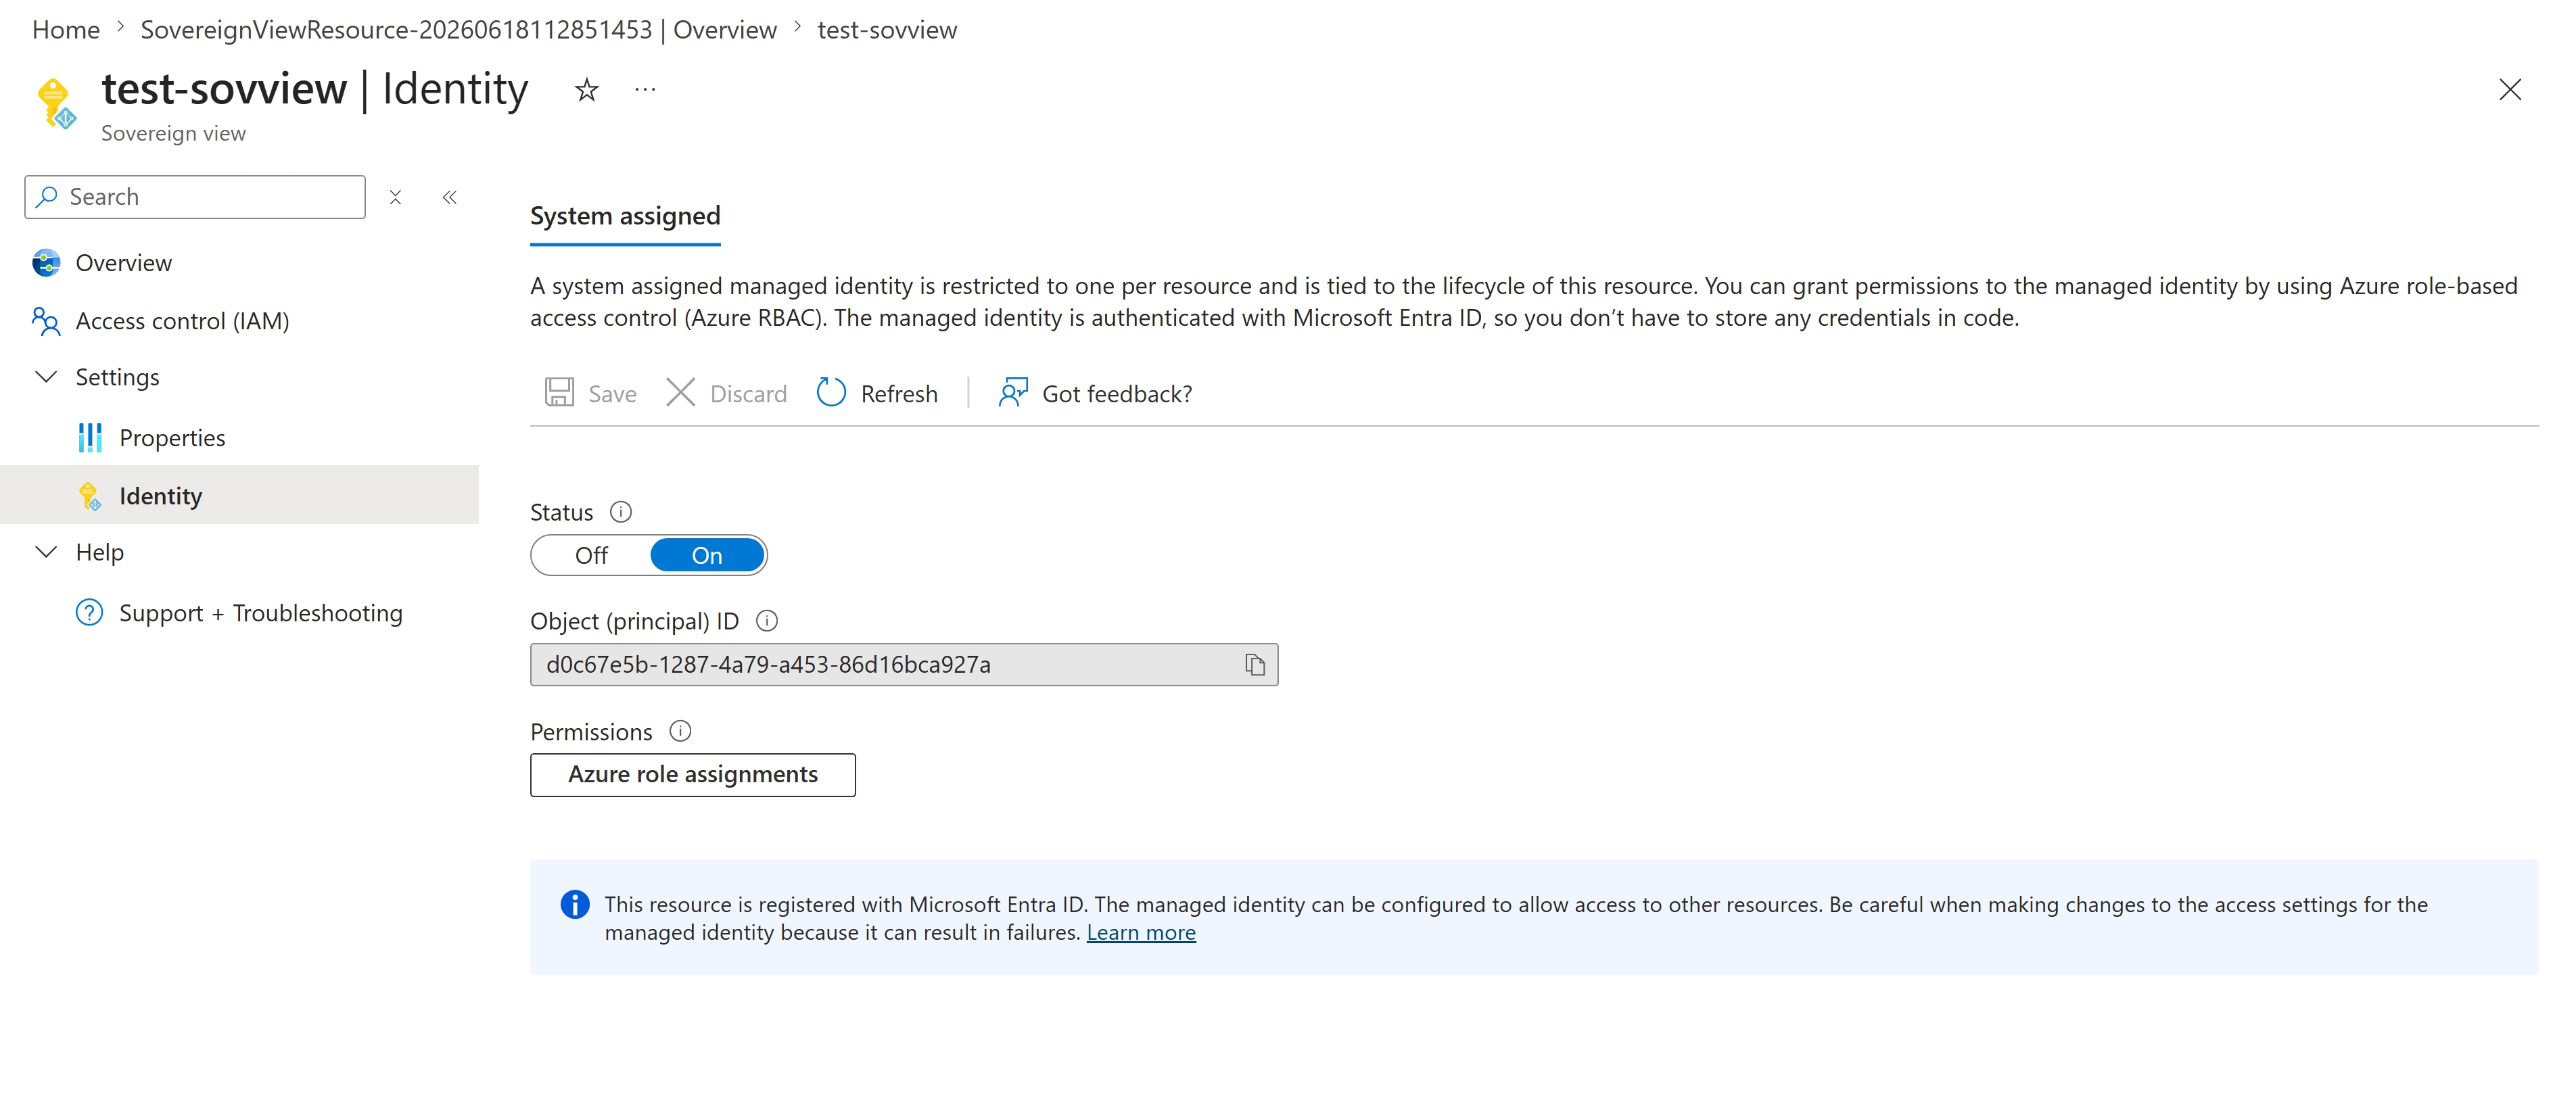 Home > SovereignViewResource-20260618112851453 | Overview > test-sovview
test-sovview | Identity
Sovereign view
Search
Overview
Access control (IAM)
Settings
Properties
Identity
Help
Support + Troubleshooting
System assigned
A system assigned managed identity is restricted to one per resource and is tied to the lifecycle of this resource. You can grant permissions to the managed identity by using Azure role-based
access control (Azure RBAC). The managed identity is authenticated with Microsoft Entra ID, so you don’t have to store any credentials in code.
Save Discard Refresh | Got feedback?
Status
Off On
Object (principal) ID
d0c67e5b-1287-4a79-a453-86d16bca927a
Permissions
Azure role assignments
This resource is registered with Microsoft Entra ID. The managed identity can be configured to allow access to other resources. Be careful when making changes to the access settings for the
managed identity because it can result in failures. Learn more